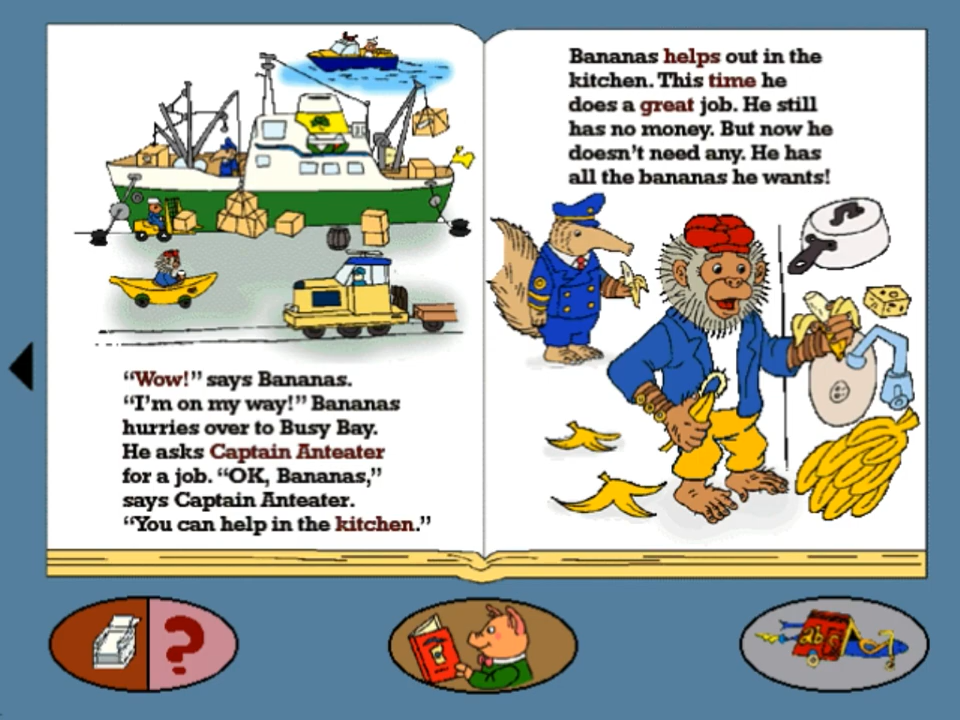 “Wow!” says Bananas.
“I’m on my way!” Bananas
hurries over to Busy Bay.
He asks Captain Anteater
for a job. “OK, Bananas,”
says Captain Anteater.
“You can help in the kitchen.”
Bananas helps out in the
kitchen. This time he
does a great job. He still
has no money. But now he
doesn’t need any. He has
all the bananas he wants!
?
abc